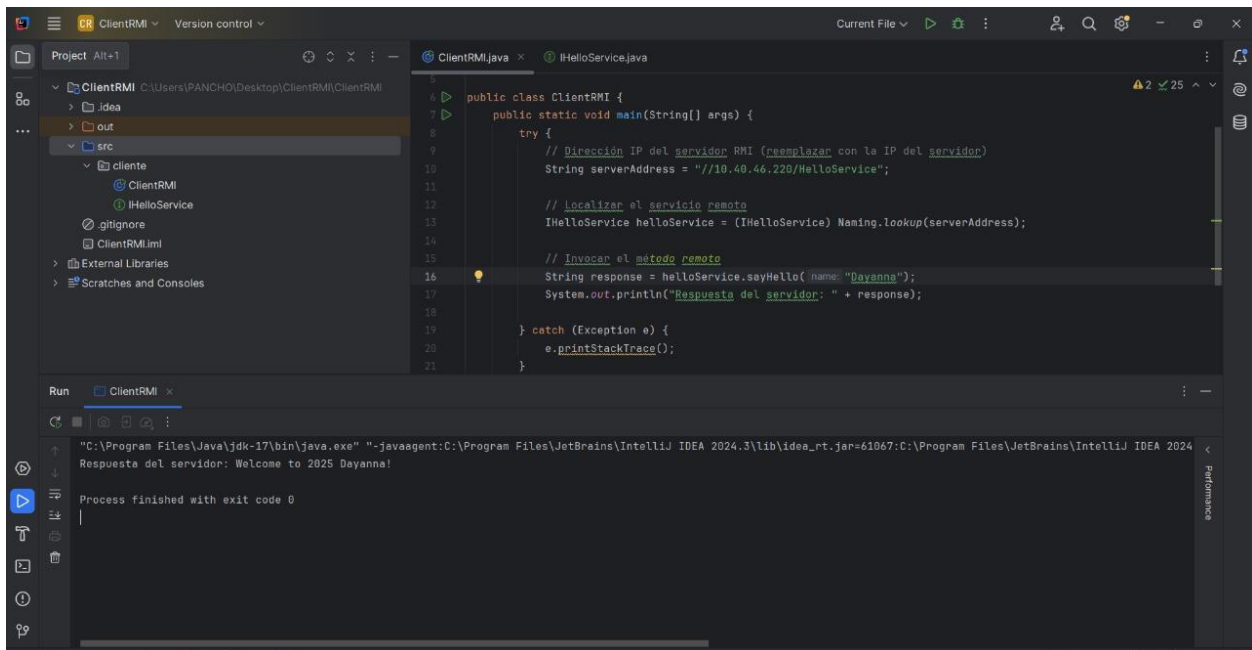 CR ClientRMI Version control Current File
Project Alt+1
ClientRMI C:\Users\PANCHO\Desktop\ClientRMI\ClientRMI
.idea
out
src
cliente
ClientRMI
IHelloService
.gitignore
ClientRMI.iml
External Libraries
Scratches and Consoles
ClientRMI.java IHelloService.java
2 25
5
6 public class ClientRMI {
7 public static void main(String[] args) {
8 try {
9 // Dirección IP del servidor RMI (reemplazar con la IP del servidor)
10 String serverAddress = "//10.40.46.220/HelloService";
11
12 // Localizar el servicio remoto
13 IHelloService helloService = (IHelloService) Naming.lookup(serverAddress);
14
15 // Invocar el método remoto
16 String response = helloService.sayHello( name: "Dayanna");
17 System.out.println("Respuesta del servidor: " + response);
18
19 } catch (Exception e) {
20 e.printStackTrace();
21 }
Run ClientRMI
"C:\Program Files\Java\jdk-17\bin\java.exe" "-javaagent:C:\Program Files\JetBrains\IntelliJ IDEA 2024.3\lib\idea_rt.jar=61067:C:\Program Files\JetBrains\IntelliJ IDEA 2024
Respuesta del servidor: Welcome to 2025 Dayanna!
Process finished with exit code 0
Performance